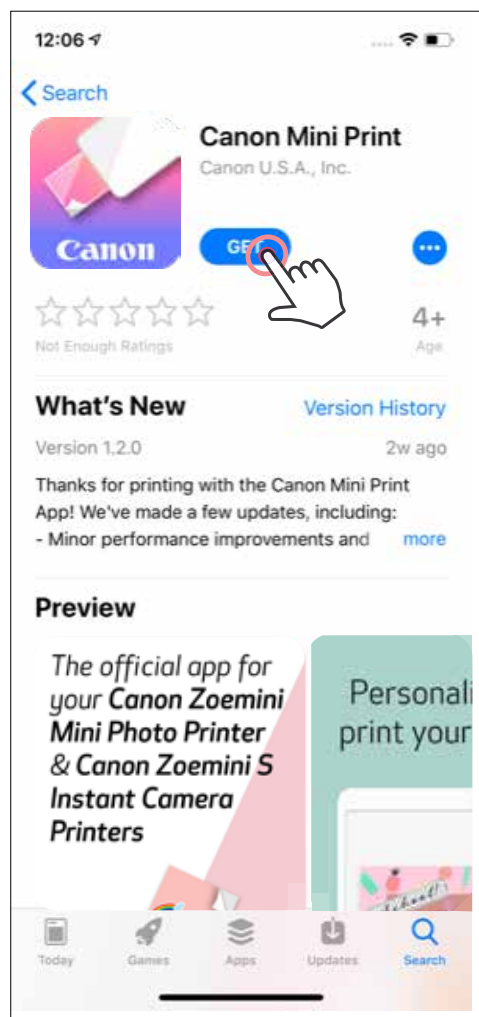 12:06
Search
Canon Mini Print
Canon U.S.A., Inc.
Canon
GET
4+
Not Enough Ratings
Age
What's New
Version History
Version 1.2.0
2w ago
Thanks for printing with the Canon Mini Print
App! We've made a few updates, including:
- Minor performance improvements and more
Preview
The official app for
your Canon Zoemini
Mini Photo Printer
& Canon Zoemini S
Instant Camera
Printers
Personali
print your
Today
Games
Apps
Updates
Search